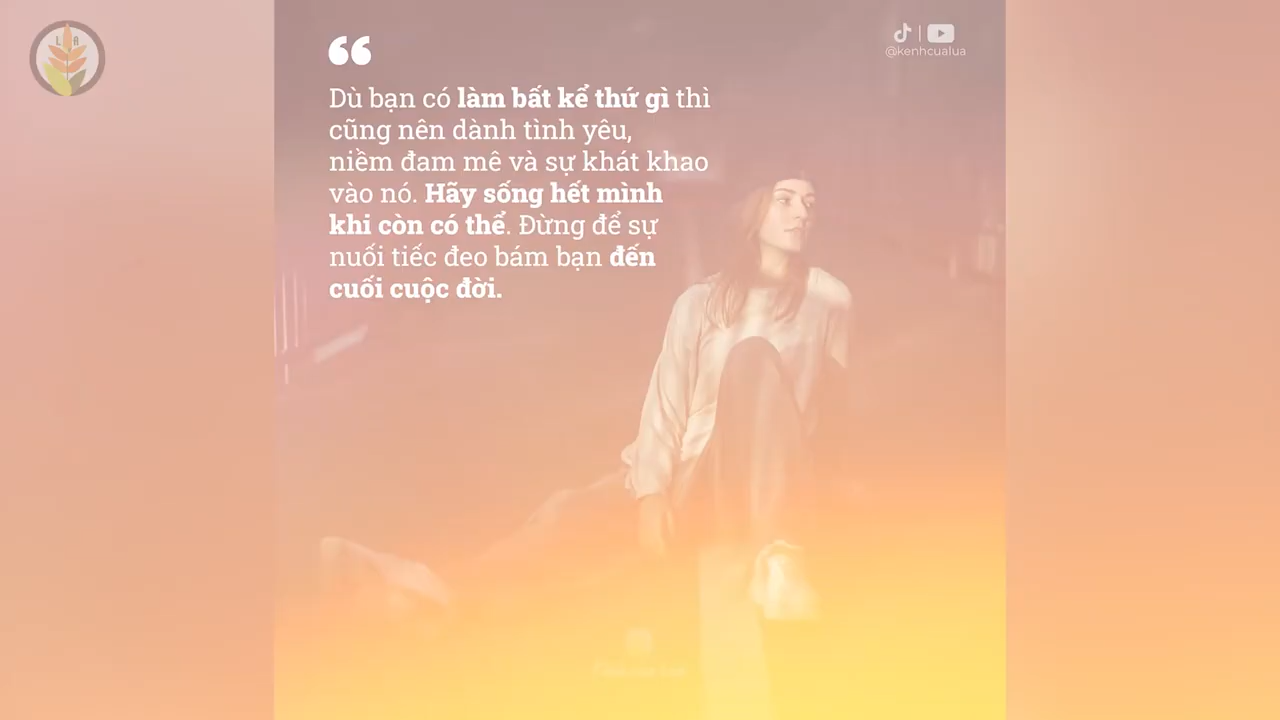 L A
@kenhcualua
“
Dù bạn có làm bất kể thứ gì thì
cũng nên dành tình yêu,
niềm đam mê và sự khát khao
vào nó. Hãy sống hết mình
khi còn có thể. Đừng để sự
nuối tiếc đeo bám bạn đến
cuối cuộc đời.